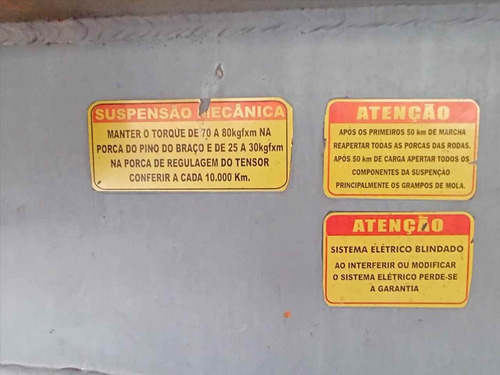 SUSPENSÃO MECÂNICA
MANTER O TORQUE DE 70 A 80kgfxm NA
PORCA DO PINO DO BRAÇO E DE 25 A 30kgfxm
NA PORCA DE REGULAGEM DO TENSOR
CONFERIR A CADA 10.000 Km.
ATENÇÃO
APÓS OS PRIMEIROS 50 km DE MARCHA
REAPERTAR TODAS AS PORCAS DAS RODAS.
APÓS 50 km DE CARGA APERTAR TODOS OS
COMPONENTES DA SUSPENÇÃO
PRINCIPALMENTE OS GRAMPOS DE MOLA.
ATENÇÃO
SISTEMA ELÉTRICO BLINDADO
AO INTERFERIR OU MODIFICAR
O SISTEMA ELÉTRICO PERDE-SE
À GARANTIA